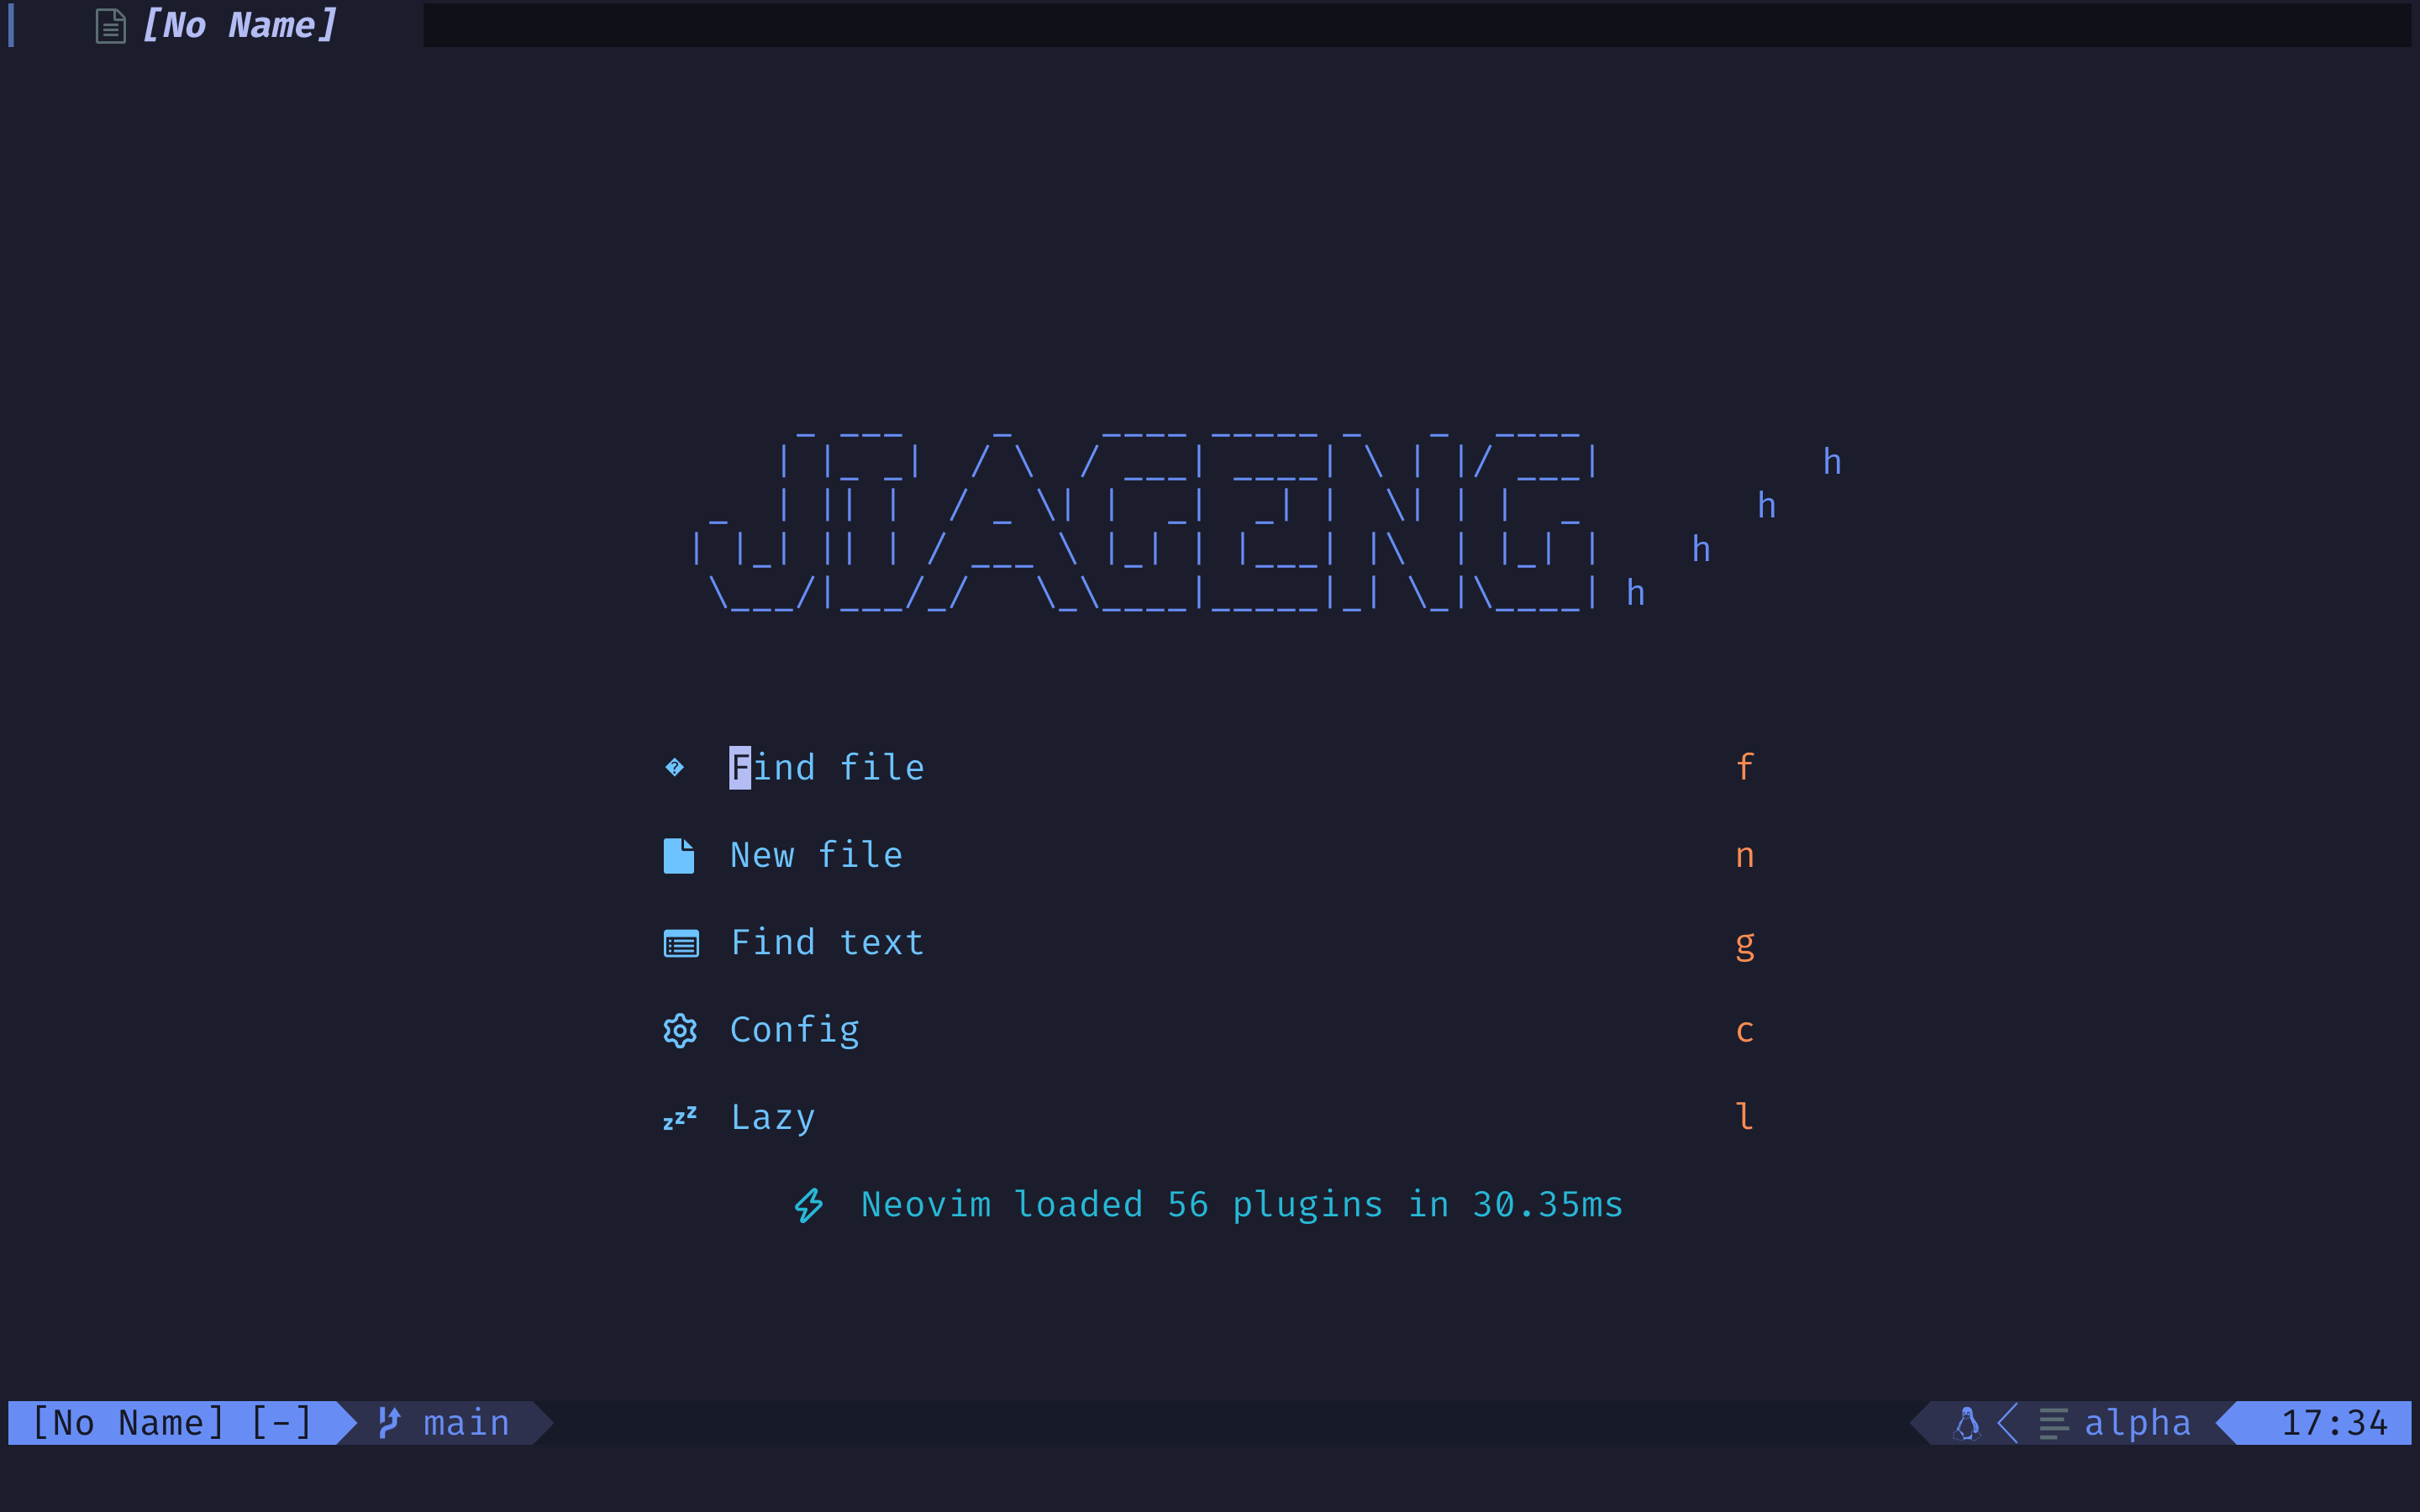 [No Name]
JIAGENG
h
h
h
h
Find file f
New file n
Find text g
Config c
zzz Lazy l
Neovim loaded 56 plugins in 30.35ms
[No Name] [-] main alpha 17:34